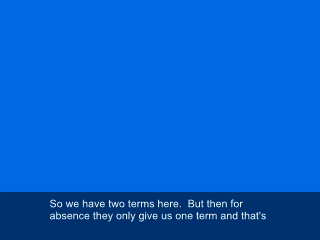 So we have two terms here.  But then for
absence they only give us one term and that's